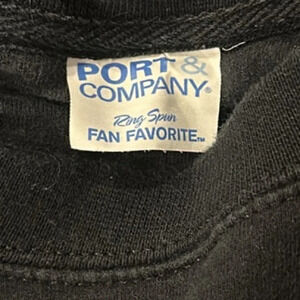 PORT &
COMPANY®
Ring Spun
FAN FAVORITE™